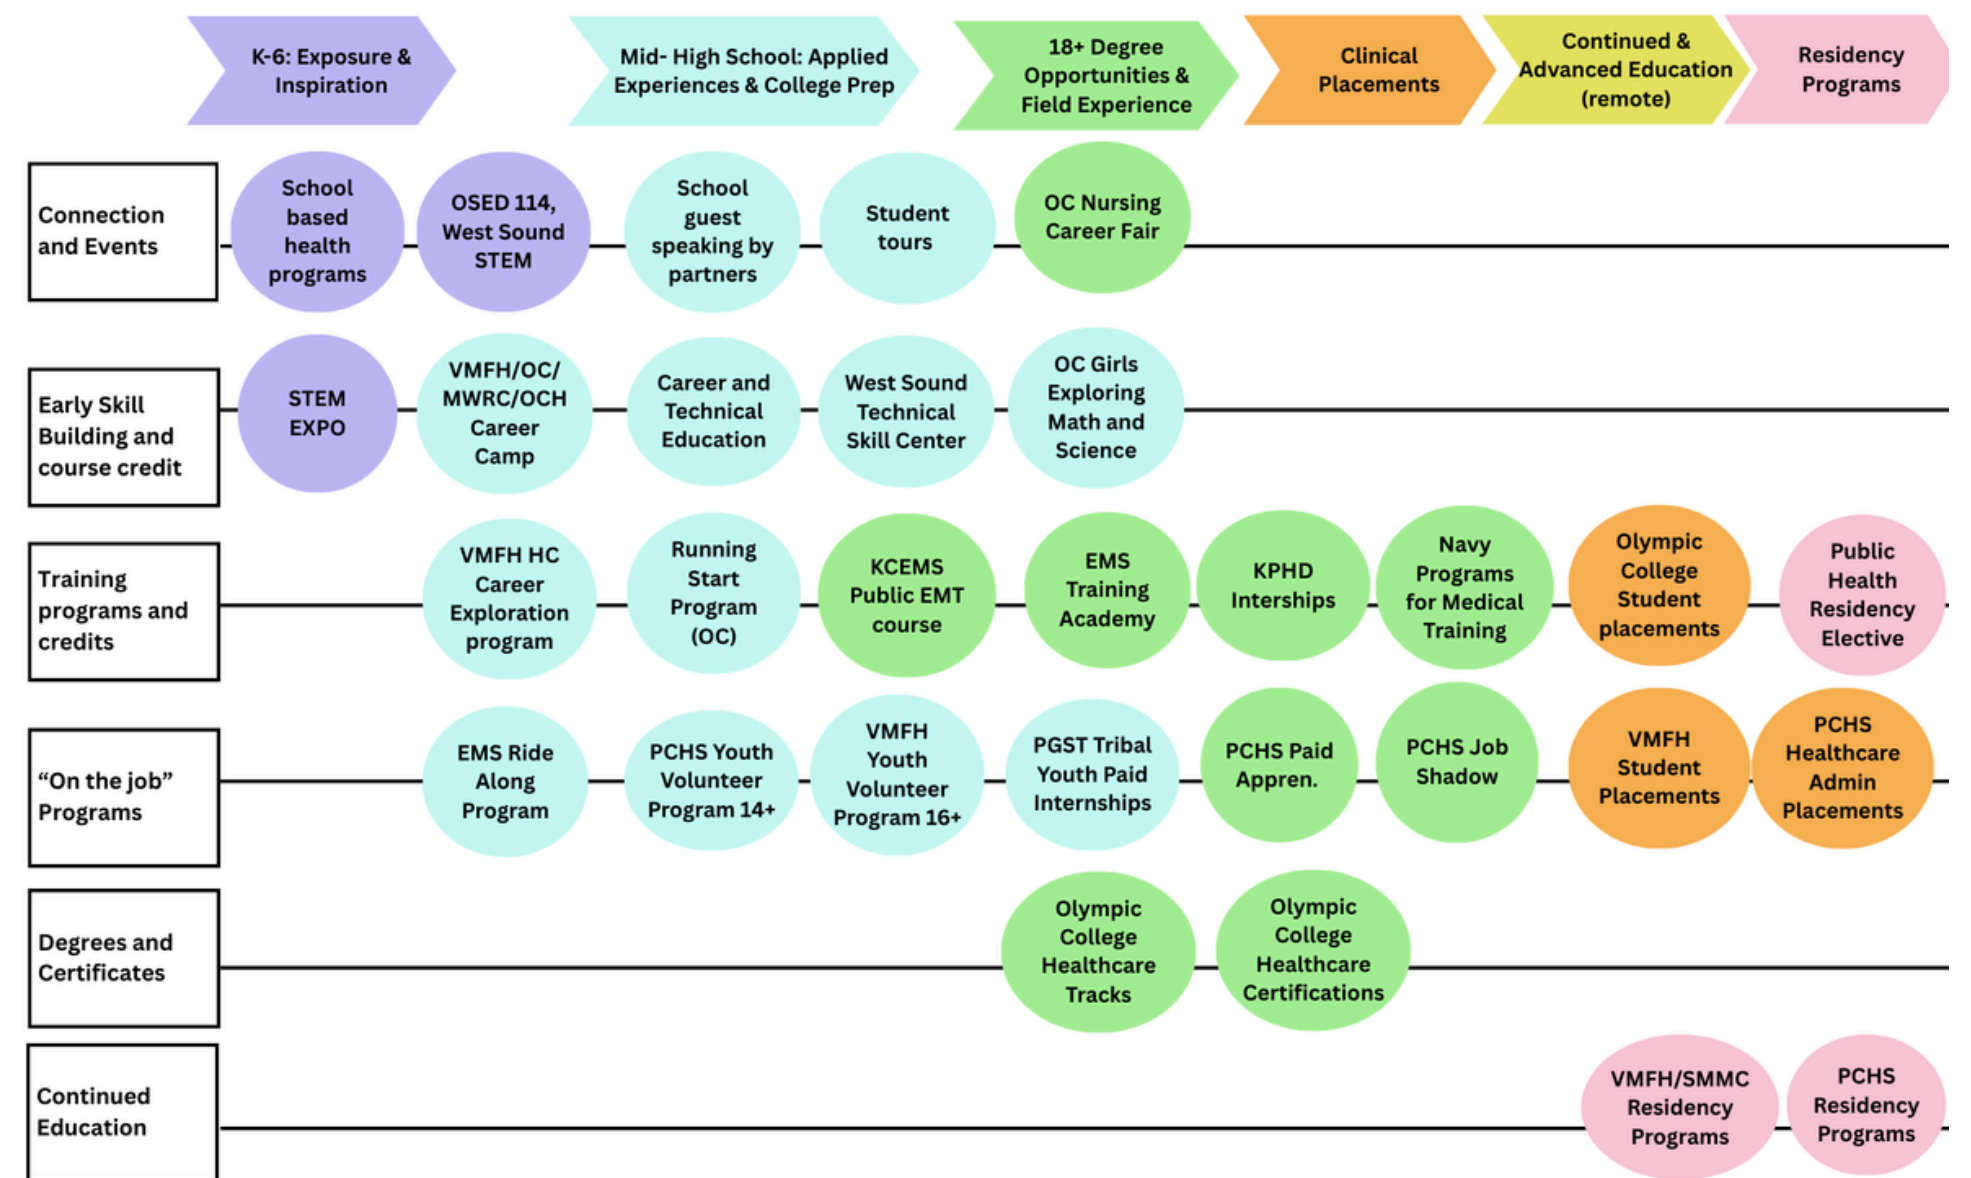 K-6: Exposure &
Inspiration
Mid- High School: Applied
Experiences & College Prep
18+ Degree
Opportunities &
Field Experience
Clinical
Placements
Continued &
Advanced Education
(remote)
Residency
Programs
Connection
and Events
School
based
health
programs
OSED 114,
West Sound
STEM
School
guest
speaking by
partners
Student
tours
OC Nursing
Career Fair
Early Skill
Building and
course credit
STEM
EXPO
VMFH/OC/
MWRC/OCH
Career
Camp
Career and
Technical
Education
West Sound
Technical
Skill Center
OC Girls
Exploring
Math and
Science
Training
programs and
credits
VMFH HC
Career
Exploration
program
Running
Start
Program
(OC)
KCEMS
Public EMT
course
EMS
Training
Academy
KPHD
Interships
Navy
Programs
for Medical
Training
Olympic
College
Student
placements
Public
Health
Residency
Elective
“On the job”
Programs
EMS Ride
Along
Program
PCHS Youth
Volunteer
Program 14+
VMFH
Youth
Volunteer
Program 16+
PGST Tribal
Youth Paid
Internships
PCHS Paid
Appren.
PCHS Job
Shadow
VMFH
Student
Placements
PCHS
Healthcare
Admin
Placements
Degrees and
Certificates
Olympic
College
Healthcare
Tracks
Olympic
College
Healthcare
Certifications
Continued
Education
VMFH/SMMC
Residency
Programs
PCHS
Residency
Programs